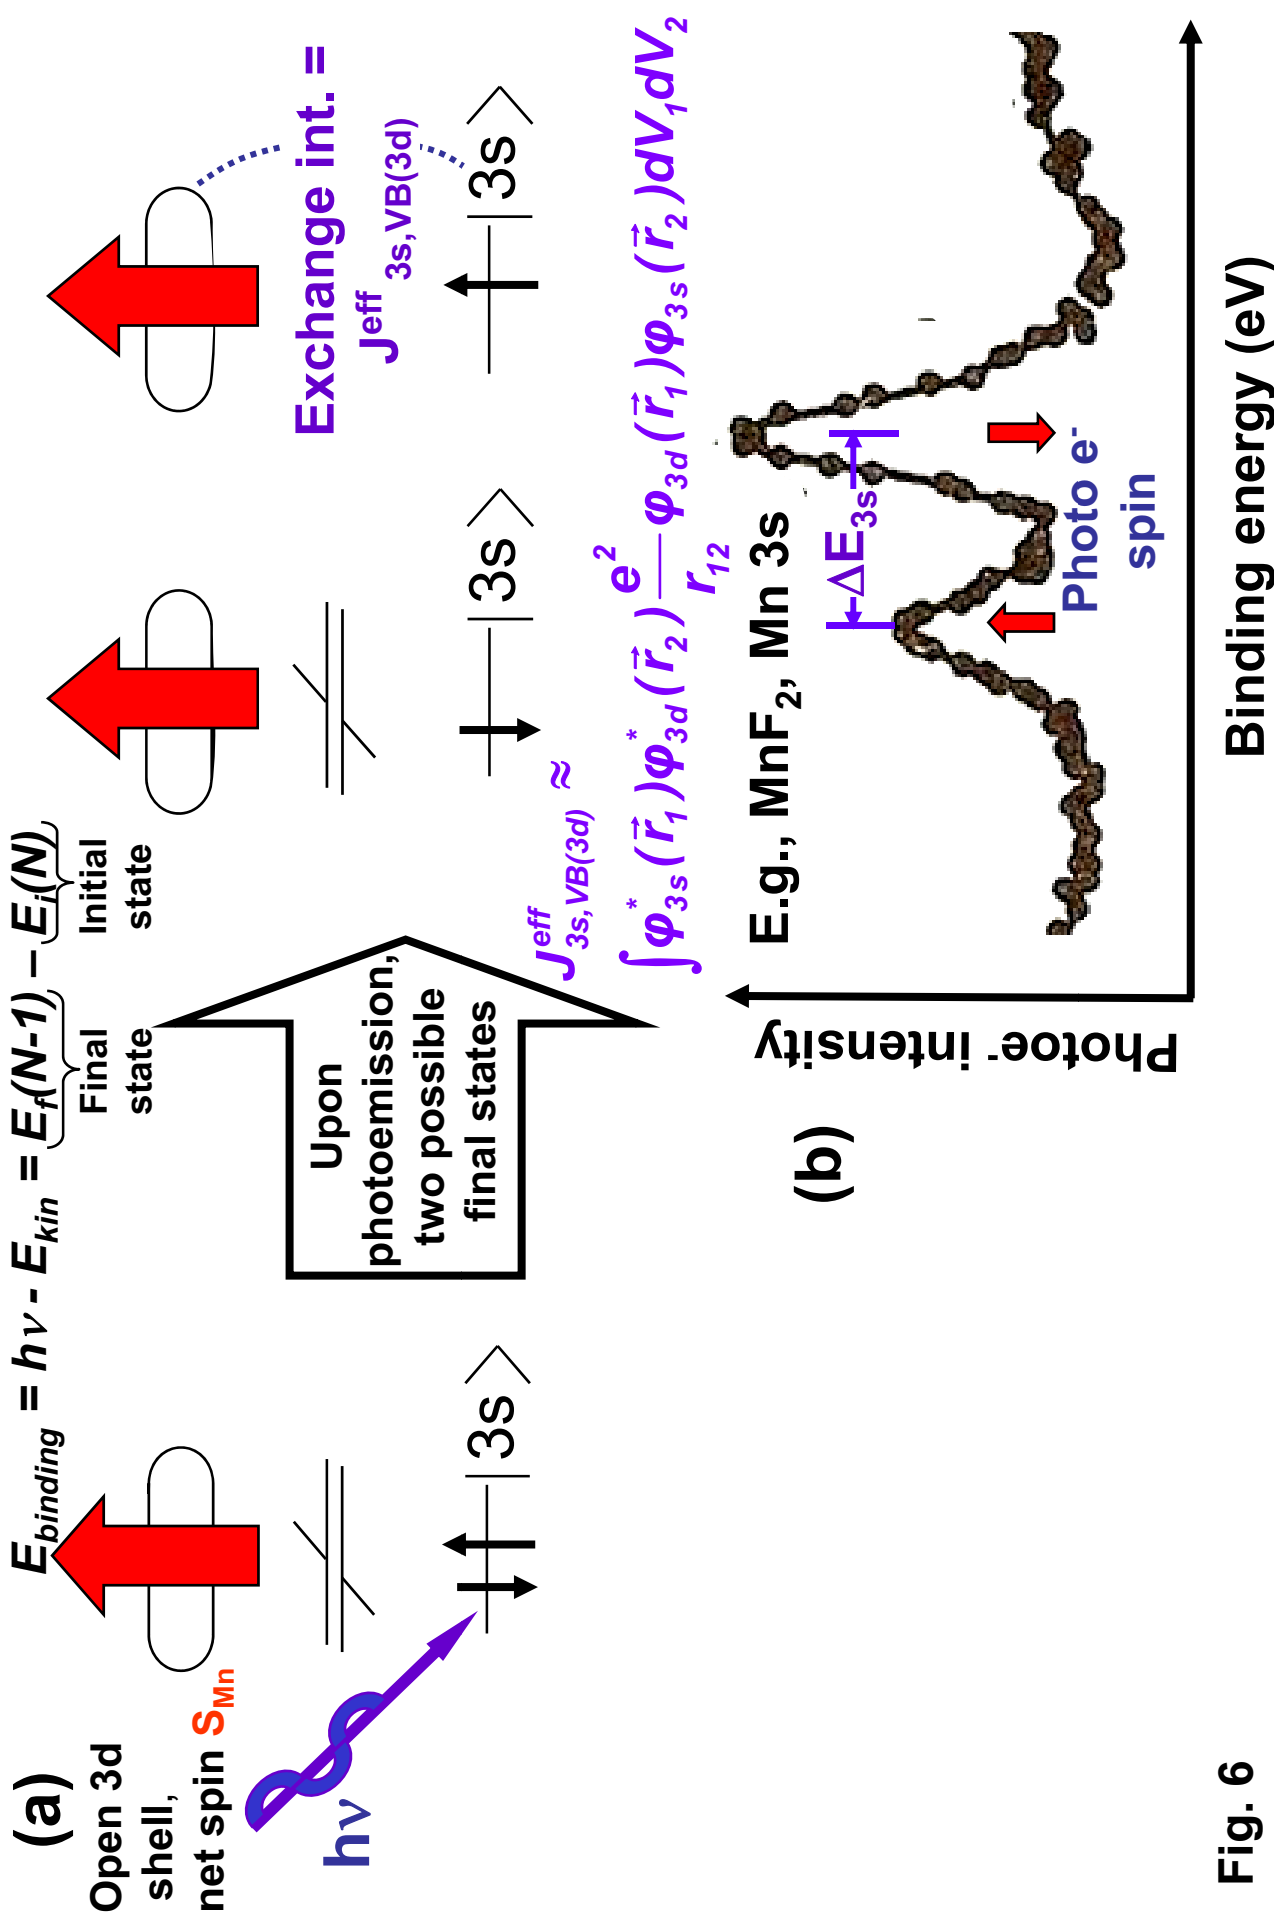 (a)
E_binding = hν - E_kin = E_f(N-1) – E_i(N)
Final
state
Initial
state
Open 3d
shell,
net spin S_Mn
hν
|3s>
Upon
photoemission,
two possible
final states
|3s>
Exchange int. =
J^eff_3s,VB(3d)
|3s>
J^eff_3s,VB(3d) ≈
∫φ*_3s(r⃗_1)φ*_3d(r⃗_2) e^2/r_12 φ_3d(r⃗_1)φ_3s(r⃗_2)dV_1dV_2
(b)
E.g., MnF_2, Mn 3s
ΔE_3s
Photo e^-
spin
Photoe^- intensity
Binding energy (eV)
Fig. 6